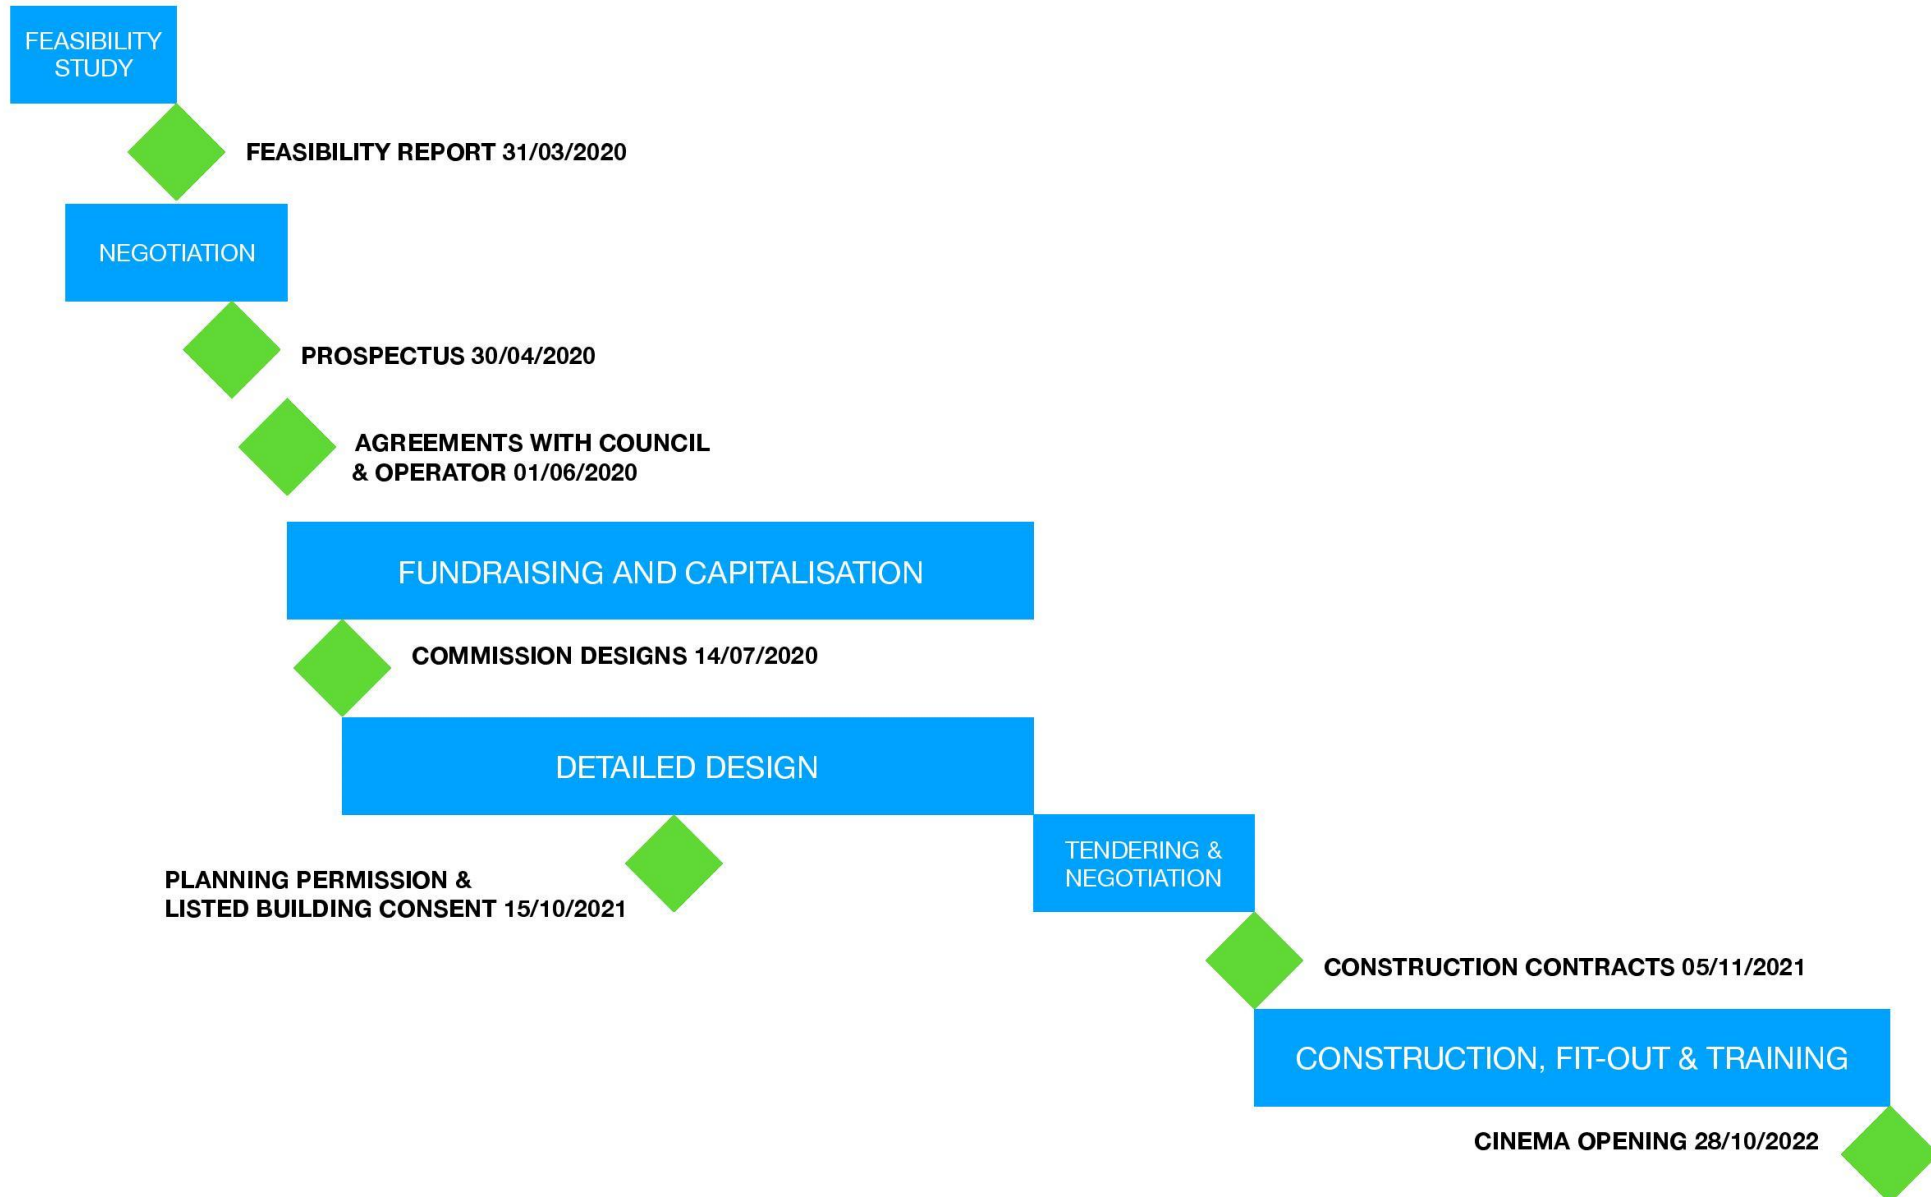 FEASIBILITY
STUDY
FEASIBILITY REPORT 31/03/2020
NEGOTIATION
PROSPECTUS 30/04/2020
AGREEMENTS WITH COUNCIL
& OPERATOR 01/06/2020
FUNDRAISING AND CAPITALISATION
COMMISSION DESIGNS 14/07/2020
DETAILED DESIGN
TENDERING &
NEGOTIATION
PLANNING PERMISSION &
LISTED BUILDING CONSENT 15/10/2021
CONSTRUCTION CONTRACTS 05/11/2021
CONSTRUCTION, FIT-OUT & TRAINING
CINEMA OPENING 28/10/2022